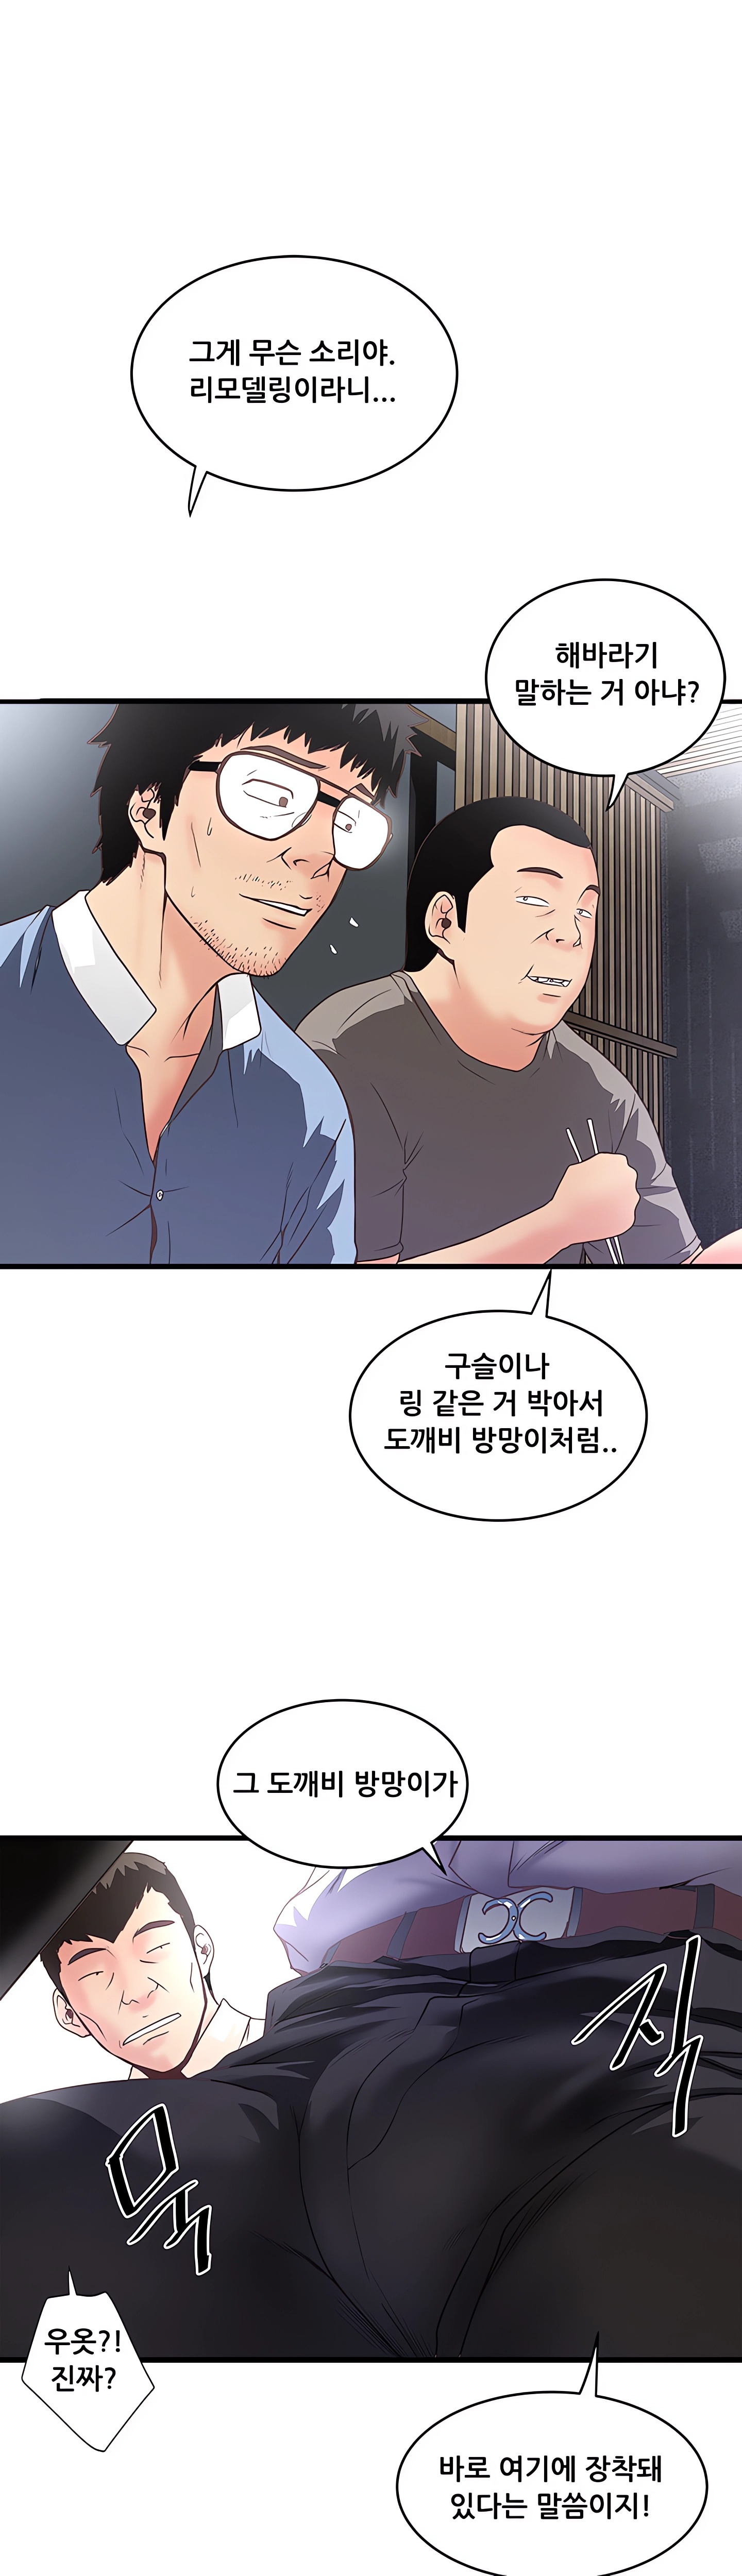 그게 무슨 소리야.
리모델링이라니...
해바라기
말하는 거 아냐?
구슬이나
링 같은 거 박아서
도깨비 방망이처럼..
그 도깨비 방망이가
우옷?!
진짜?
바로 여기에 장착돼
있다는 말씀이지!